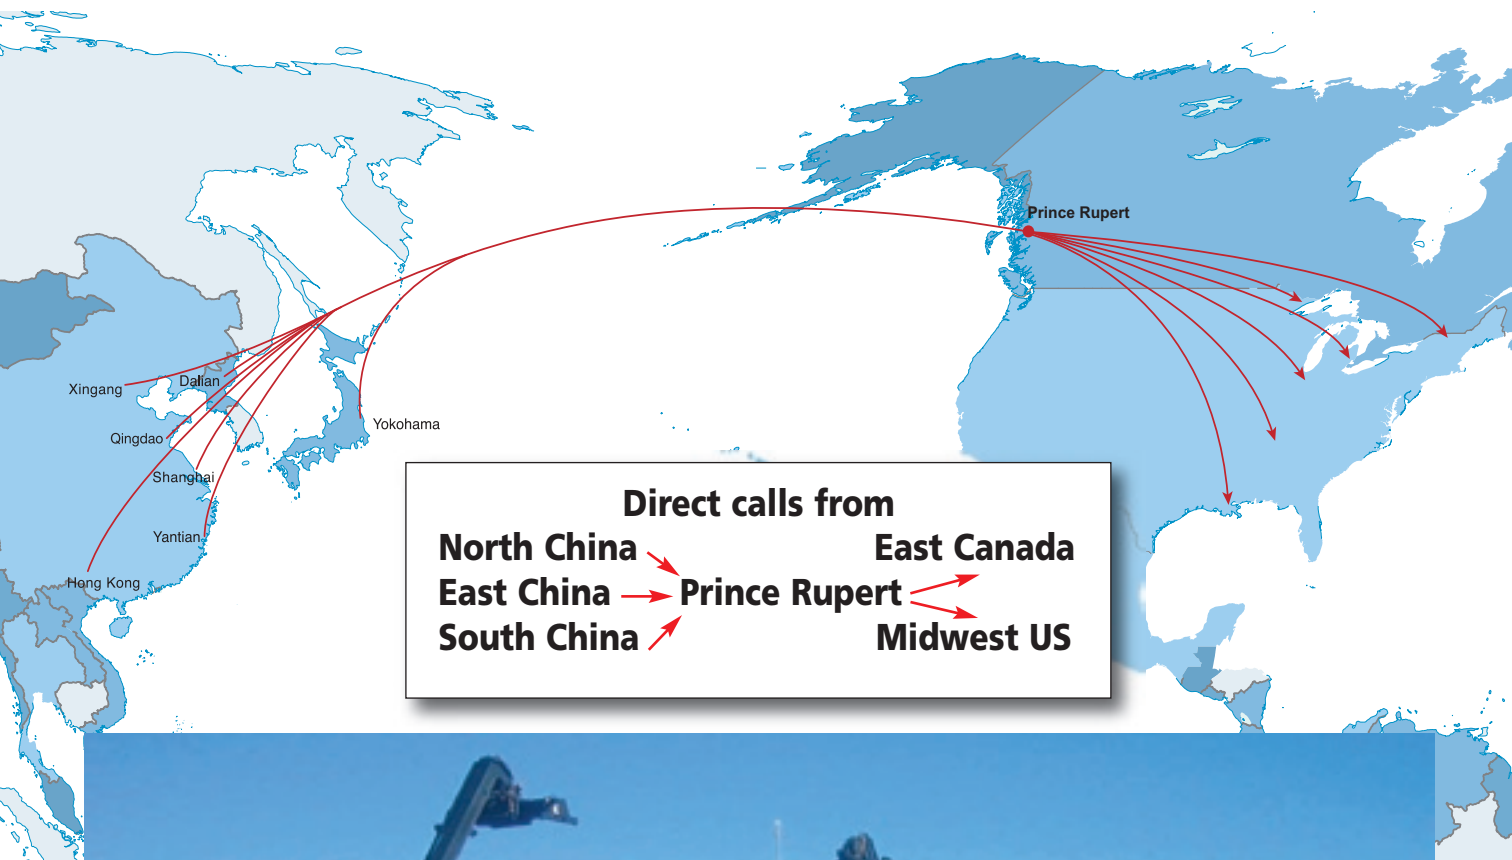 Prince Rupert
Xingang
Dalian
Yokohama
Qingdao
Shanghai
Yantian
Hong Kong
Direct calls from
North China
East Canada
East China
Prince Rupert
South China
Midwest US